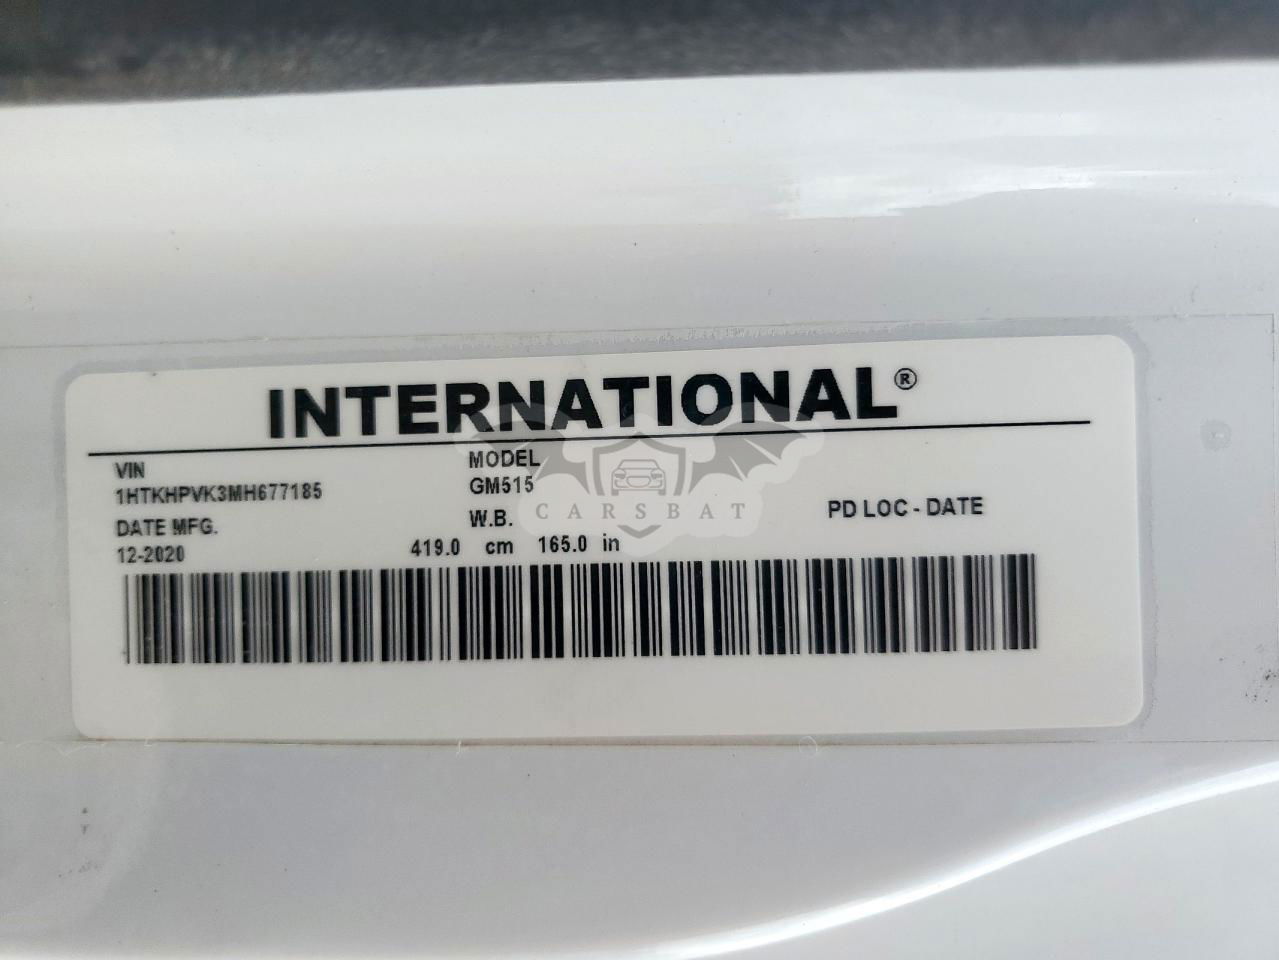 INTERNATIONAL®
VIN
1HTKHPVK3MH677185
MODEL
GM515
DATE MFG.
12-2020
W.B.
419.0 cm 165.0 in
PD LOC - DATE
CARSBAT